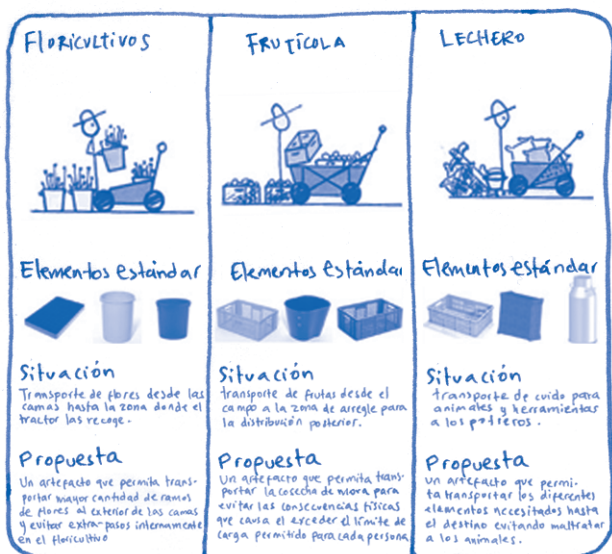 FLORICULTIVOS
Elementos estándar
Situación
Transporte de flores desde las
camas hasta la zona donde el
tractor las recoge.
Propuesta
Un artefacto que permita trans-
portar mayor cantidad de ramos
de flores al exterior de las camas
y evitar extra-pasos internamente
en el floricultivo
FRUTÍCOLA
Elementos estándar
Situación
transporte de frutas desde el
campo a la zona de arregle para
la distribución posterior.
Propuesta
Un artefacto que permita trans-
portar la cosecha de mora para
evitar las consecuencias físicas
que causa el exceder el límite de
carga permitido para cada persona
LECHERO
Elementos estándar
Situación
transporte de cuido para
animales y herramientas
a los potreros.
Propuesta
un artefacto que permi-
ta transportar los diferentes
elementos necesitados hasta
el destino evitando maltratar
a los animales.